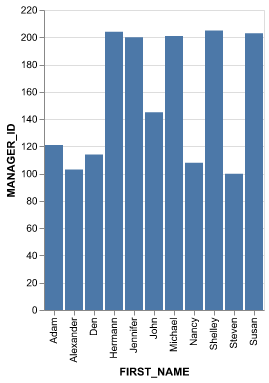 220
200
180
160
140
120
100
80
60
40
20
0
MANAGER_ID
Adam
Alexander
Den
Hermann
Jennifer
John
Michael
Nancy
Shelley
Steven
Susan
FIRST_NAME